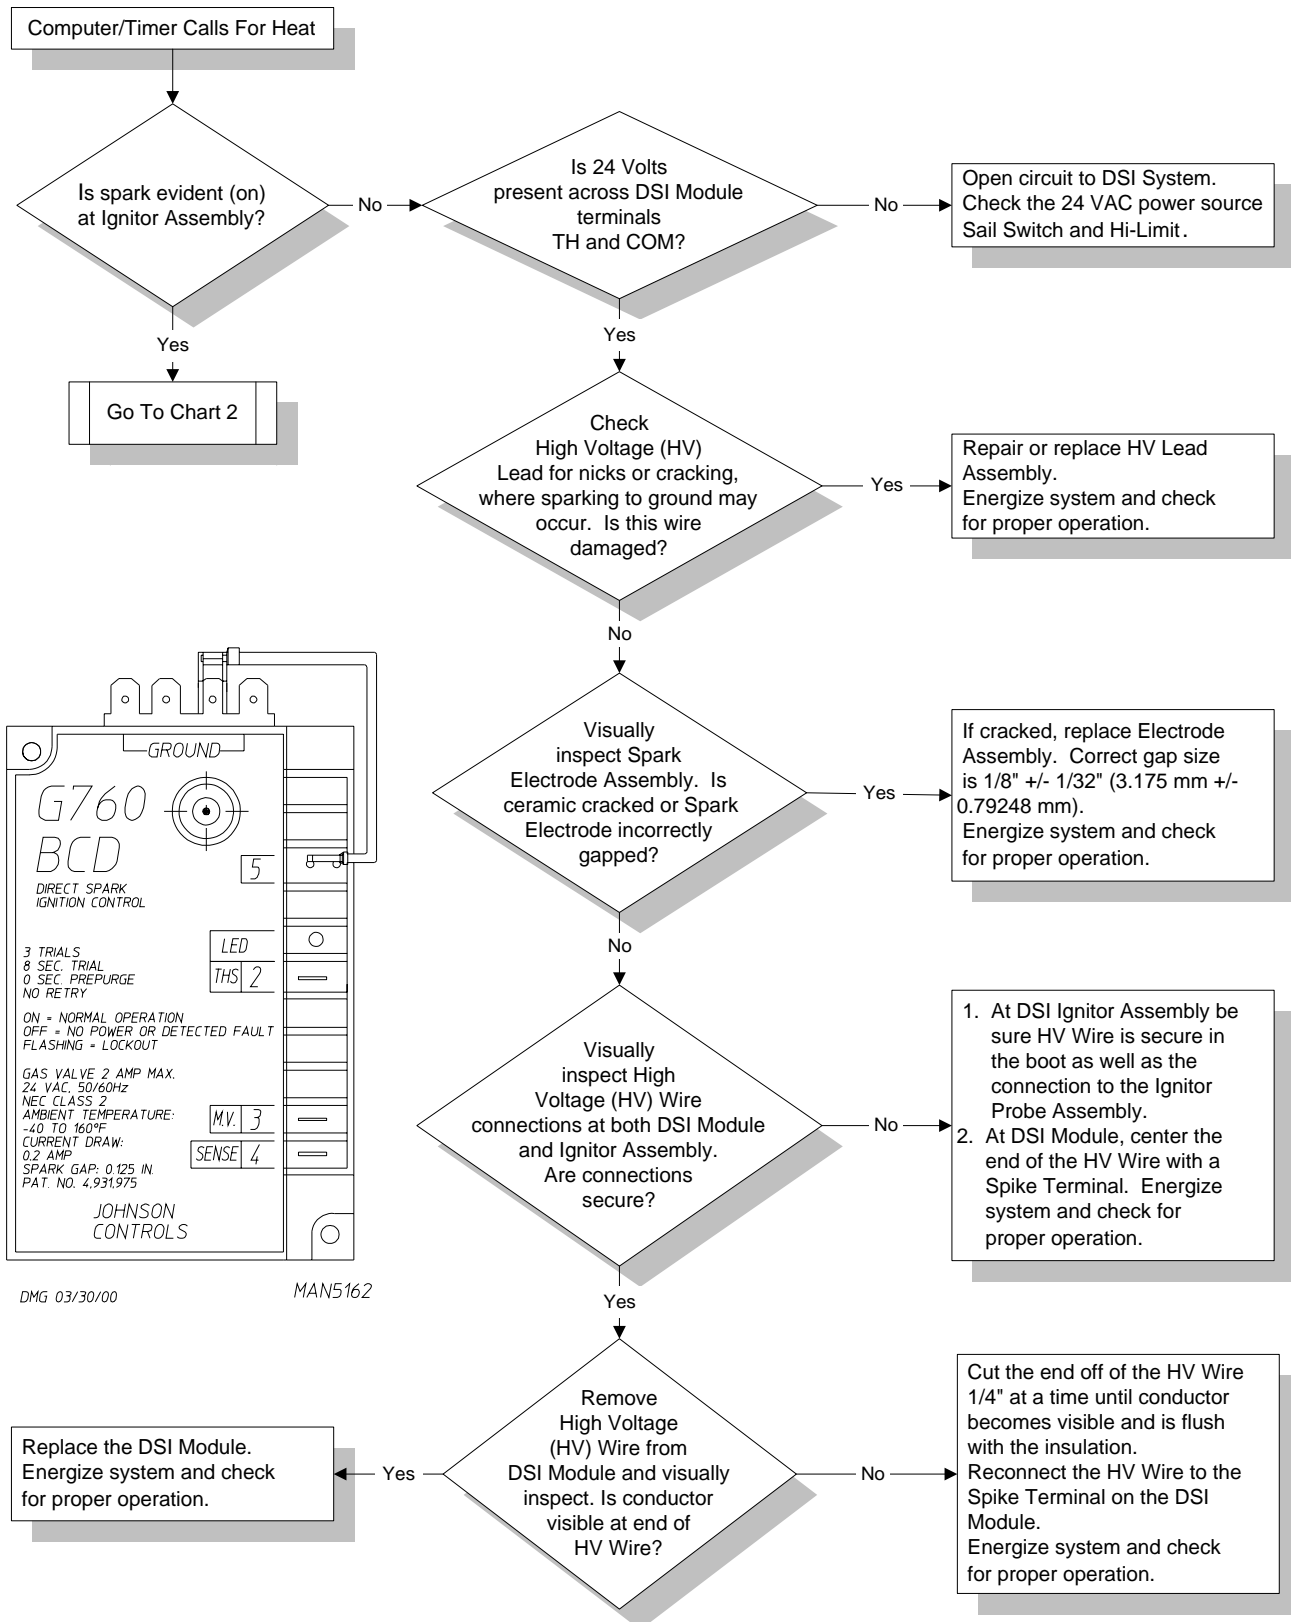 Computer/Timer Calls For Heat
Is spark evident (on)
at Ignitor Assembly?
No
Is 24 Volts
present across DSI Module
terminals
TH and COM?
No
Open circuit to DSI System.
Check the 24 VAC power source
Sail Switch and Hi-Limit.
Yes
Go To Chart 2
Yes
Check
High Voltage (HV)
Lead for nicks or cracking,
where sparking to ground may
occur. Is this wire
damaged?
Yes
Repair or replace HV Lead
Assembly.
Energize system and check
for proper operation.
No
Visually
inspect Spark
Electrode Assembly. Is
ceramic cracked or Spark
Electrode incorrectly
gapped?
Yes
If cracked, replace Electrode
Assembly. Correct gap size
is 1/8" +/- 1/32" (3.175 mm +/-
0.79248 mm).
Energize system and check
for proper operation.
No
Visually
inspect High
Voltage (HV) Wire
connections at both DSI Module
and Ignitor Assembly.
Are connections
secure?
No
1. At DSI Ignitor Assembly be
sure HV Wire is secure in
the boot as well as the
connection to the Ignitor
Probe Assembly.
2. At DSI Module, center the
end of the HV Wire with a
Spike Terminal. Energize
system and check for
proper operation.
Yes
Remove
High Voltage
(HV) Wire from
DSI Module and visually
inspect. Is conductor
visible at end of
HV Wire?
No
Cut the end off of the HV Wire
1/4" at a time until conductor
becomes visible and is flush
with the insulation.
Reconnect the HV Wire to the
Spike Terminal on the DSI
Module.
Energize system and check
for proper operation.
Yes
Replace the DSI Module.
Energize system and check
for proper operation.
GROUND
G760
BCD
DIRECT SPARK
IGNITION CONTROL
5
LED
THS 2
3 TRIALS
8 SEC. TRIAL
0 SEC. PREPURGE
NO RETRY
ON = NORMAL OPERATION
OFF = NO POWER OR DETECTED FAULT
FLASHING = LOCKOUT
GAS VALVE 2 AMP MAX.
24 VAC, 50/60Hz
NEC CLASS 2
AMBIENT TEMPERATURE:
-40 TO 160°F
CURRENT DRAW:
0.2 AMP
SPARK GAP: 0.125 IN.
PAT. NO. 4,931,975
M.V. 3
SENSE 4
JOHNSON
CONTROLS
DMG 03/30/00
MAN5162